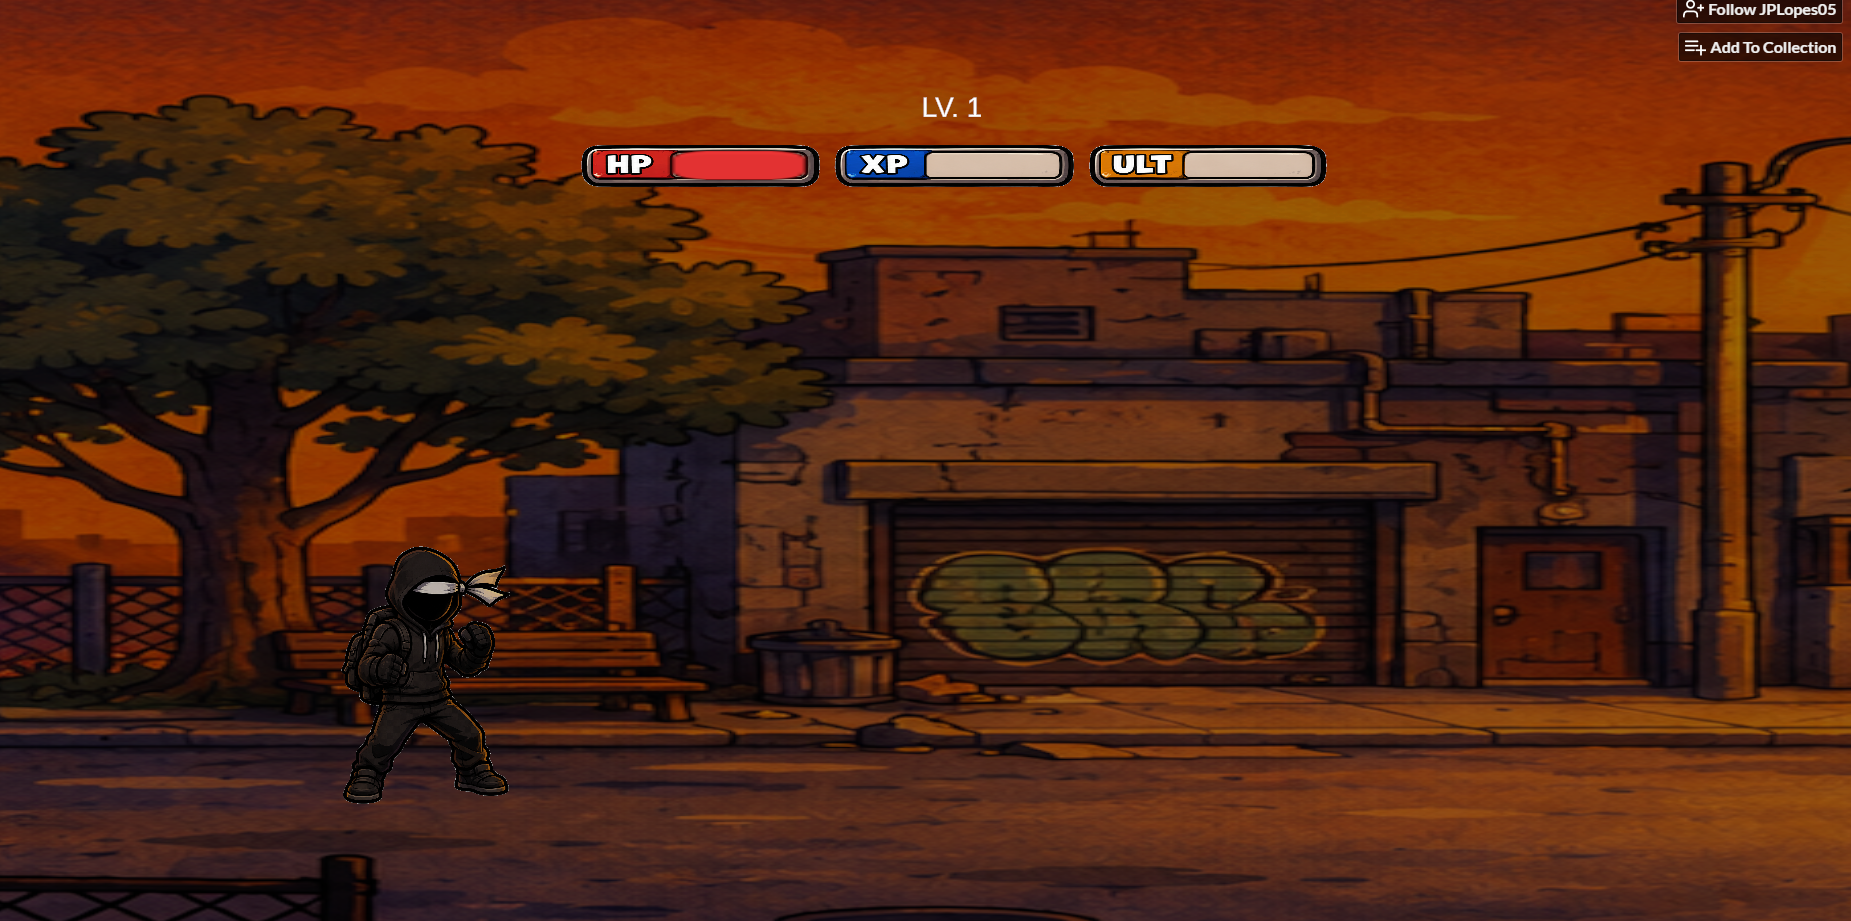 Follow JPLopes05
Add To Collection
LV. 1
HP XP ULT